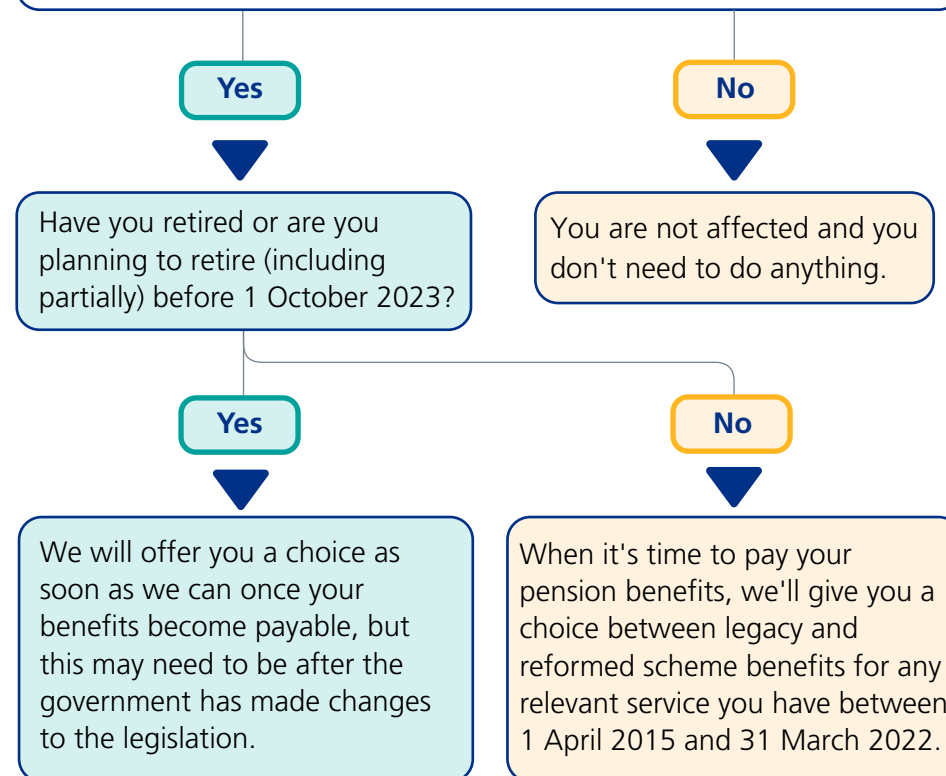 Yes
No
Have you retired or are you
planning to retire (including
partially) before 1 October 2023?
You are not affected and you
don't need to do anything.
Yes
No
We will offer you a choice as
soon as we can once your
benefits become payable, but
this may need to be after the
government has made changes
to the legislation.
When it's time to pay your
pension benefits, we'll give you a
choice between legacy and
reformed scheme benefits for any
relevant service you have between
1 April 2015 and 31 March 2022.